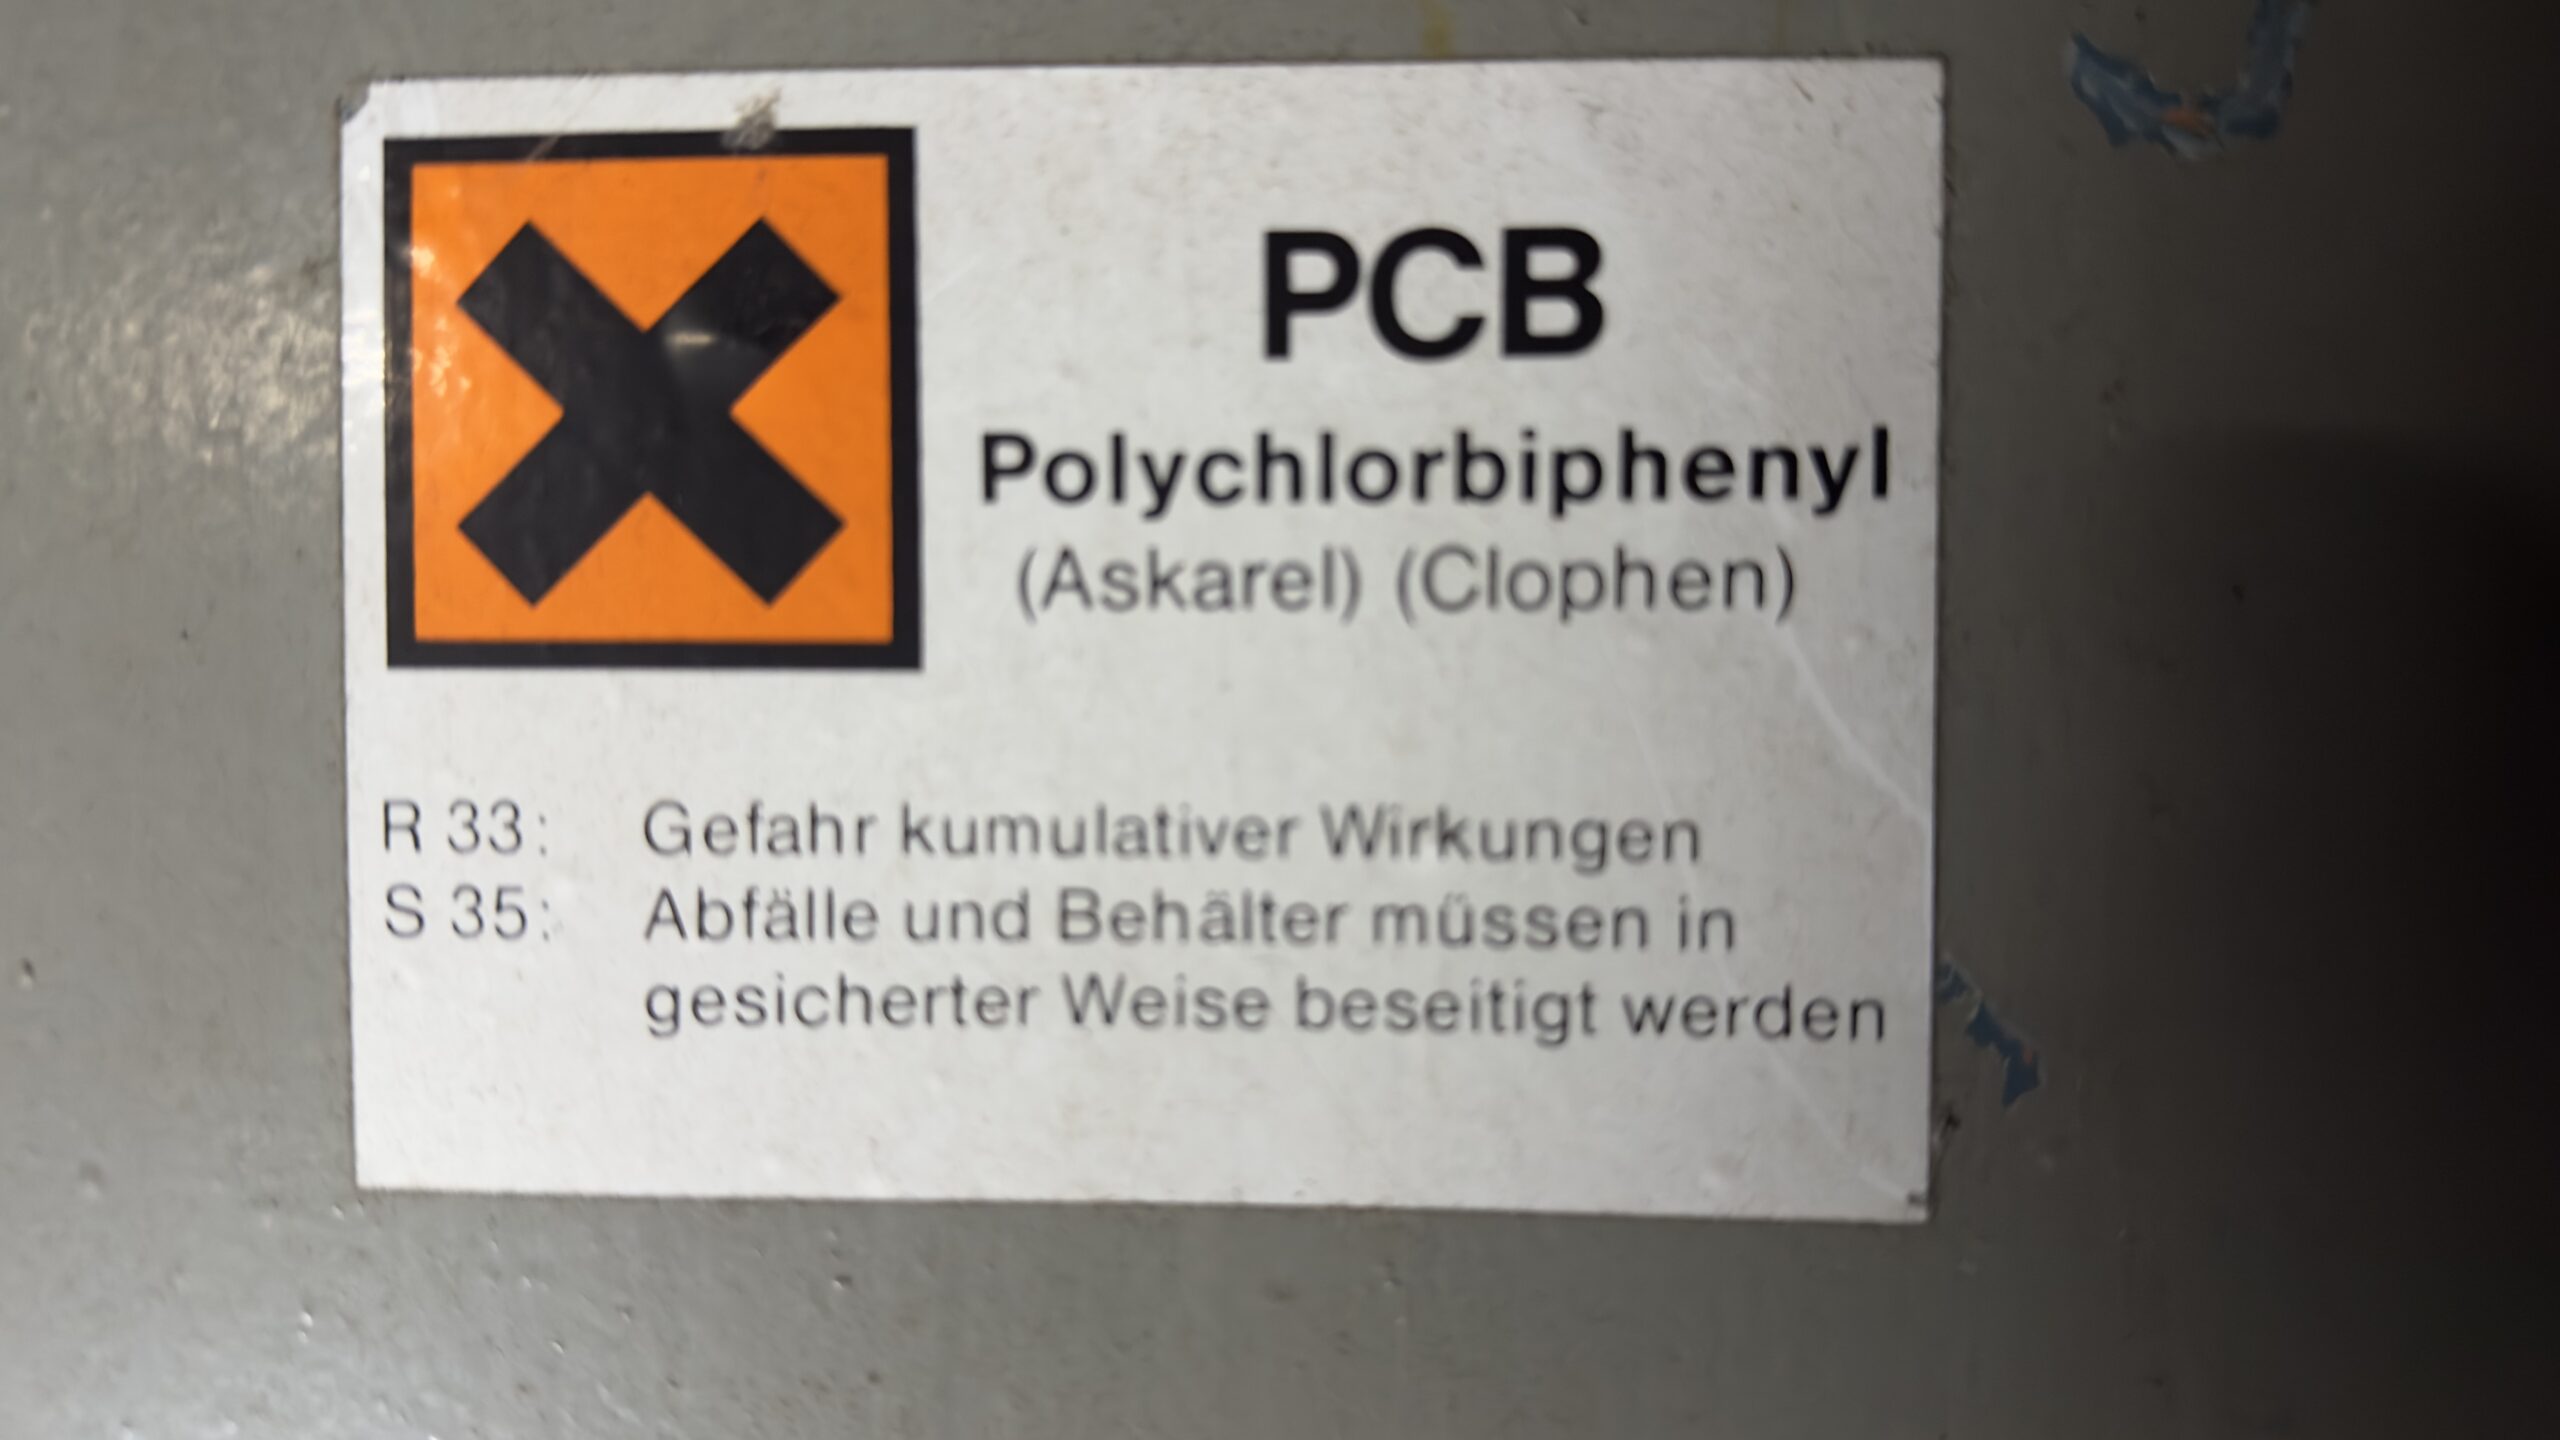 PCB
Polychlorbiphenyl
(Askarel) (Clophen)
R 33: Gefahr kumulativer Wirkungen
S 35: Abfälle und Behälter müssen in
gesicherter Weise beseitigt werden